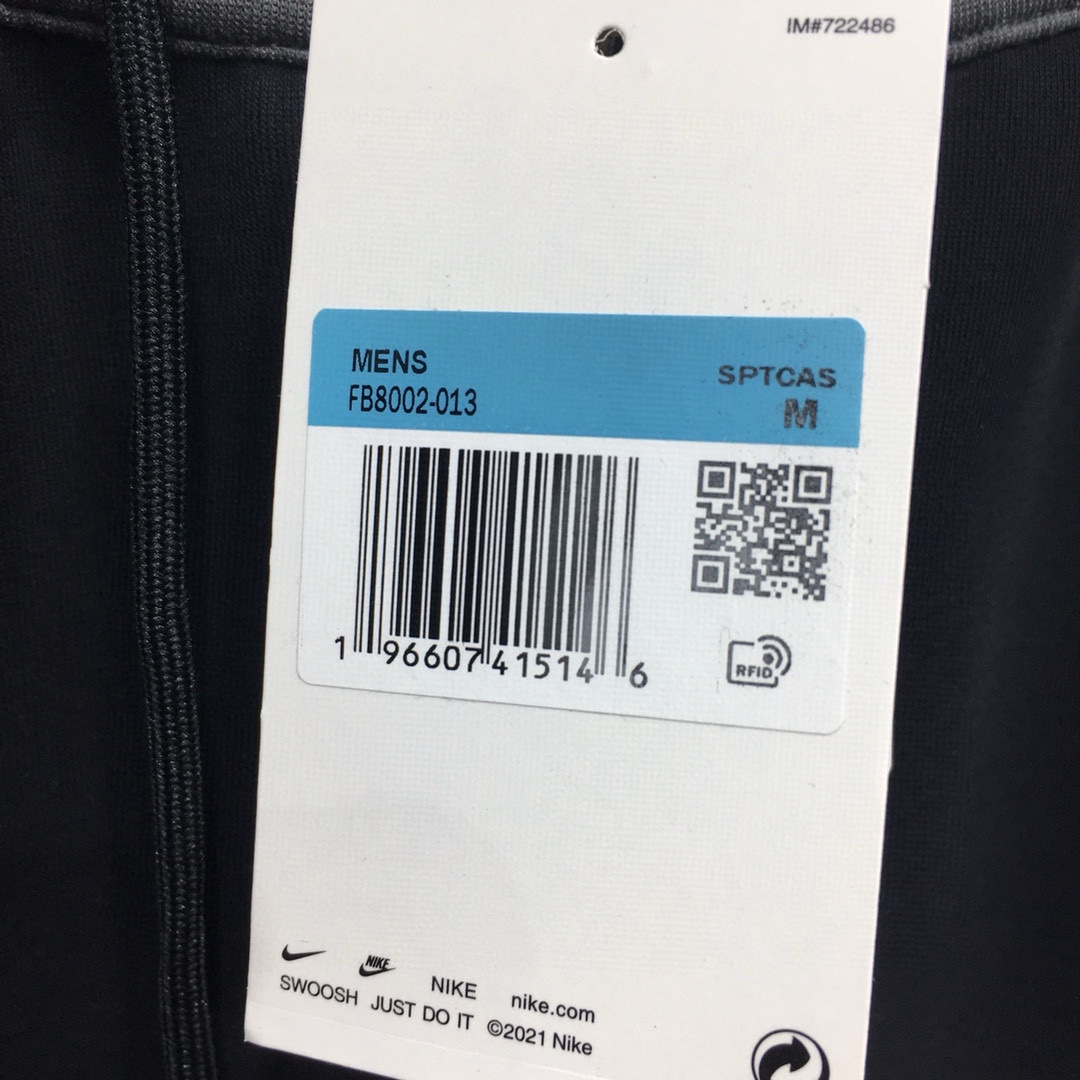 IM#722486
MENS
SPTCAS
FB8002-013
M
1 96607 41514 6
RFID
NIKE
NIKE nike.com
SWOOSH JUST DO IT ©2021 Nike